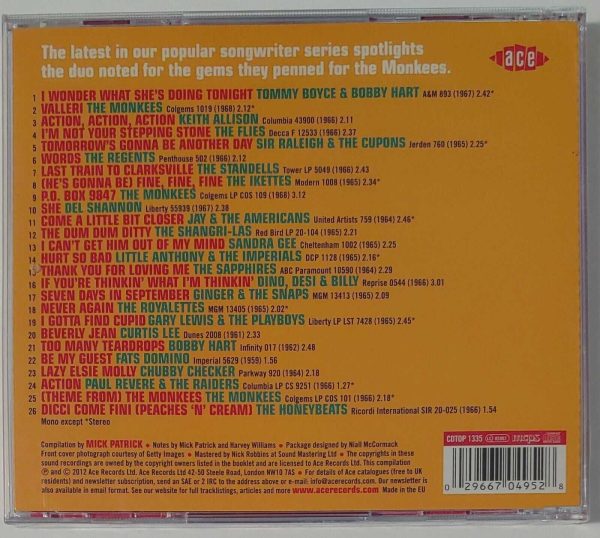 The latest in our popular songwriter series spotlights
the duo noted for the gems they penned for the Monkees.
ace
1 I WONDER WHAT SHE'S DOING TONIGHT TOMMY BOYCE & BOBBY HART A&M 893 (1967) 2.42*
2 VALLERI THE MONKEES Colgems 1019 (1968) 2.12*
3 ACTION, ACTION, ACTION KEITH ALLISON Columbia 43900 (1966) 2.11
4 I'M NOT YOUR STEPPING STONE THE FLIES Decca F 12533 (1966) 2.37
5 TOMORROW'S GONNA BE ANOTHER DAY SIR RALEIGH & THE CUPONS Jerden 760 (1965) 2.25*
6 WORDS THE REGENTS Penthouse 502 (1966) 2.12
7 LAST TRAIN TO CLARKSVILLE THE STANDELLS Tower LP 5049 (1966) 2.43
8 (HE'S GONNA BE) FINE, FINE, FINE THE IKETTES Modern 1008 (1965) 2.34*
9 P.O. BOX 9847 THE MONKEES Colgems LP COS 109 (1968) 3.12
10 SHE DEL SHANNON Liberty 55939 (1967) 2.38
11 COME A LITTLE BIT CLOSER JAY & THE AMERICANS United Artists 759 (1964) 2.46*
12 THE DUM DUM DITTY THE SHANGRI-LAS Red Bird LP 20-104 (1965) 2.21
13 I CAN'T GET HIM OUT OF MY MIND SANDRA GEE Cheltenham 1002 (1965) 2.25
14 HURT SO BAD LITTLE ANTHONY & THE IMPERIALS DCP 1128 (1965) 2.16*
15 THANK YOU FOR LOVING ME THE SAPPHIRES ABC Paramount 10590 (1964) 2.29
16 IF YOU'RE THINKIN' WHAT I'M THINKIN' DINO, DESI & BILLY Reprise 0544 (1966) 3.01
17 SEVEN DAYS IN SEPTEMBER GINGER & THE SNAPS MGM 13413 (1965) 2.09
18 NEVER AGAIN THE ROYALETTES MGM 13405 (1965) 2.02*
19 I GOTTA FIND CUPID GARY LEWIS & THE PLAYBOYS Liberty LP LST 7428 (1965) 2.45*
20 BEVERLY JEAN CURTIS LEE Dunes 2008 (1961) 2.33
21 TOO MANY TEARDROPS BOBBY HART Infinity 017 (1962) 2.48
22 BE MY GUEST FATS DOMINO Imperial 5629 (1959) 1.56
23 LAZY ELSIE MOLLY CHUBBY CHECKER Parkway 920 (1964) 2.18
24 ACTION PAUL REVERE & THE RAIDERS Columbia LP CS 9251 (1966) 1.27*
25 (THEME FROM) THE MONKEES THE MONKEES Colgems LP COS 101 (1966) 2.18*
26 DICCI COME FINI (PEACHES 'N' CREAM) THE HONEYBEATS Ricordi International SIR 20-025 (1966) 1.54
Mono except *Stereo
Compilation by MICK PATRICK • Notes by Mick Patrick and Harvey Williams • Package designed by Niall McCormack
Front cover photograph courtesy of Getty Images • Mastered by Nick Robbins at Sound Mastering Ltd • The copyrights in these
sound recordings are owned by the copyright owners listed in the booklet and are licensed to Ace Records Ltd. This compilation
℗ and © 2012 Ace Records Ltd. Ace Records Ltd 42-50 Steele Road, London NW10 7AS • For details of Ace catalogues (free to UK
residents) and newsletter subscription, send an SAE or 2 IRC to the address above or e-mail: info@acerecords.com. Our newsletter is
also available in email format. See our website for full tracklistings, articles and more www.acerecords.com Made in the EU
CDTOP 1335 mcps
0 29667 04952 8